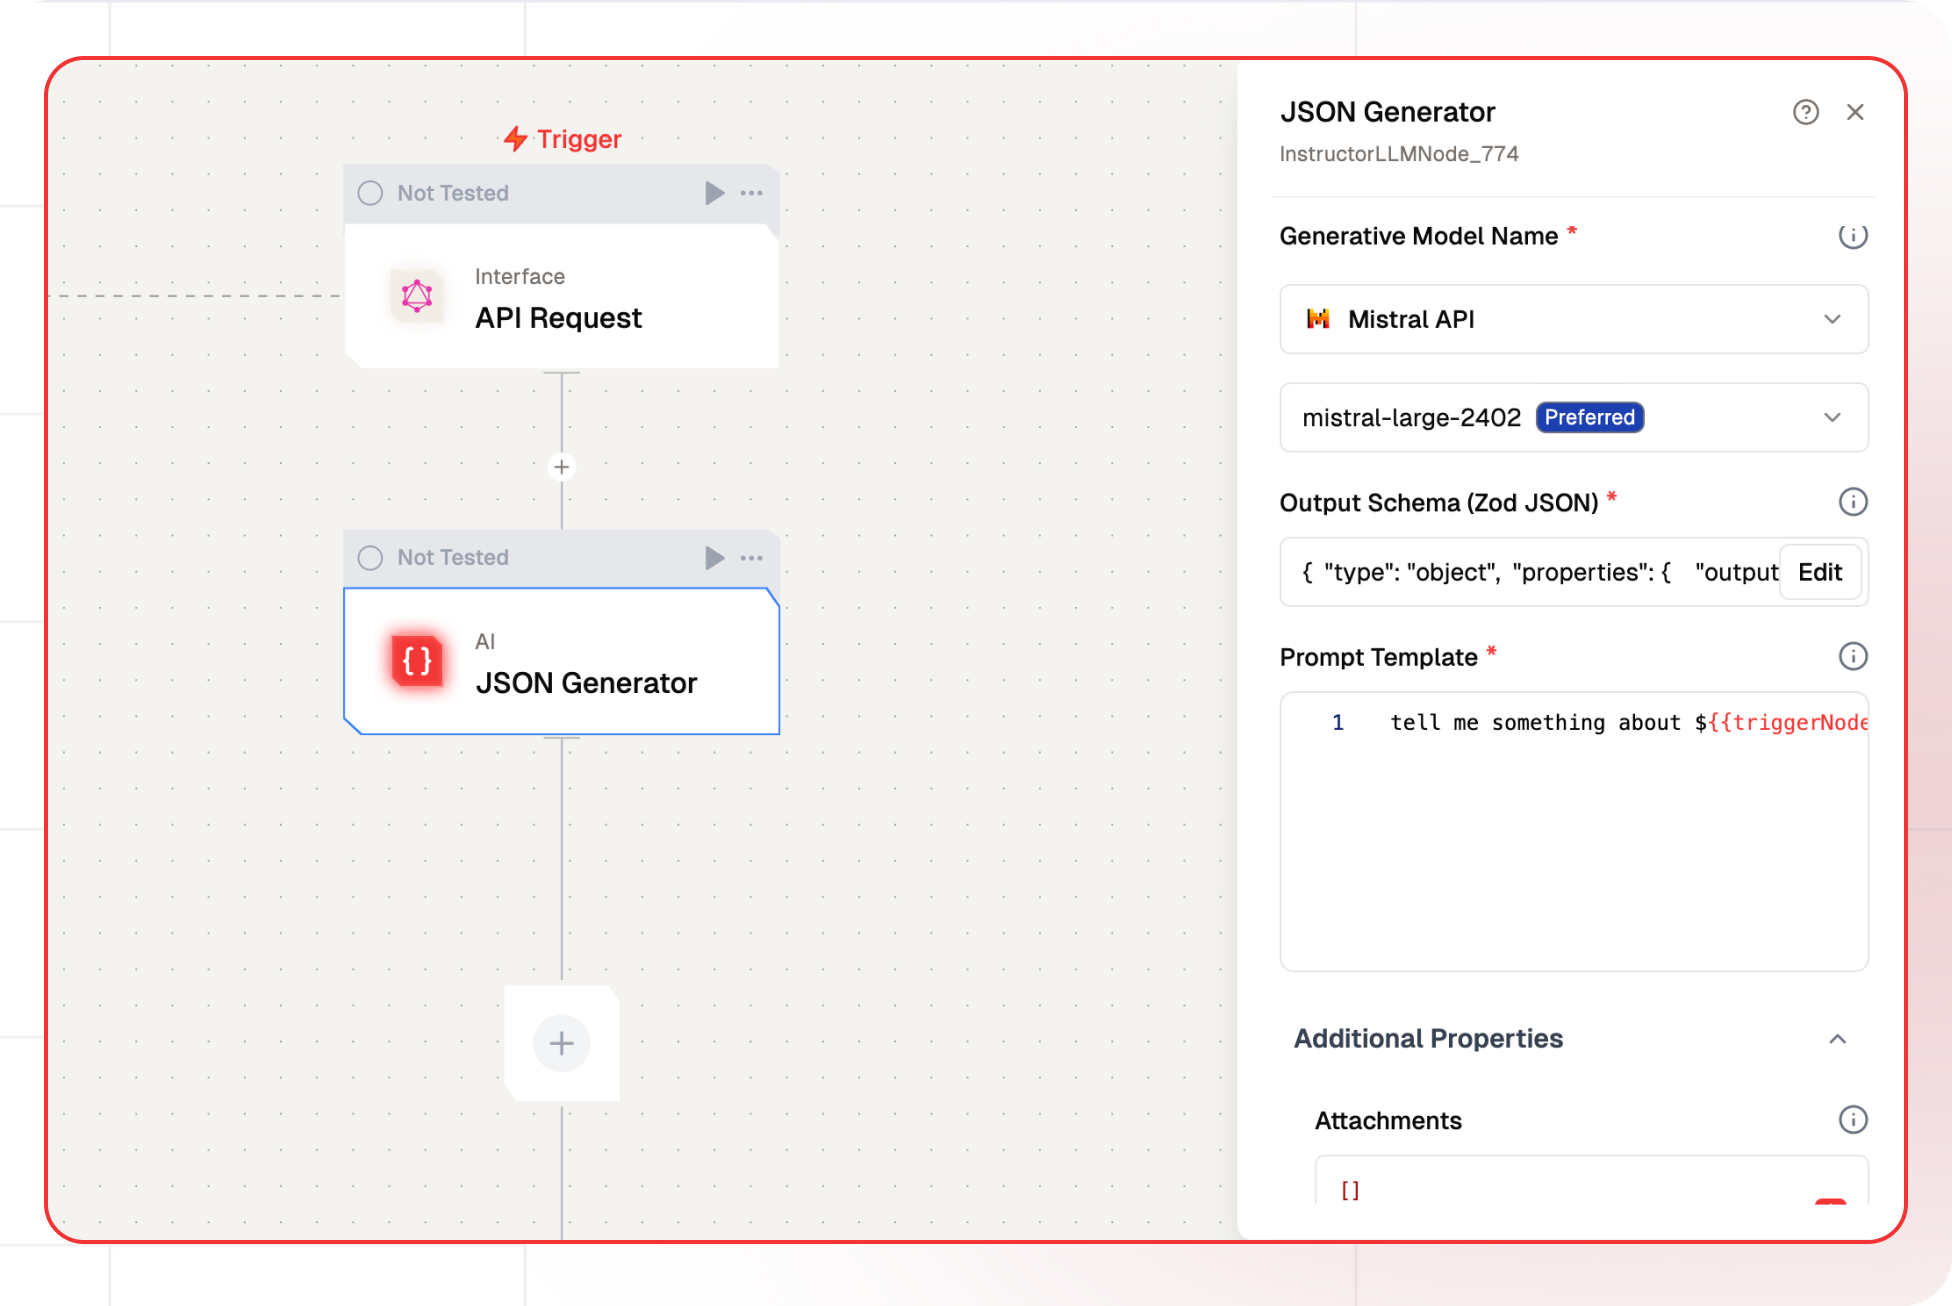 Trigger
Not Tested
Interface
API Request
Not Tested
AI
JSON Generator
JSON Generator
InstructorLLMNode_774
Generative Model Name *
Mistral API
mistral-large-2402 Preferred
Output Schema (Zod JSON) *
{ "type": "object", "properties": { "output Edit
Prompt Template *
1 tell me something about ${{triggerNode
Additional Properties
Attachments
[]